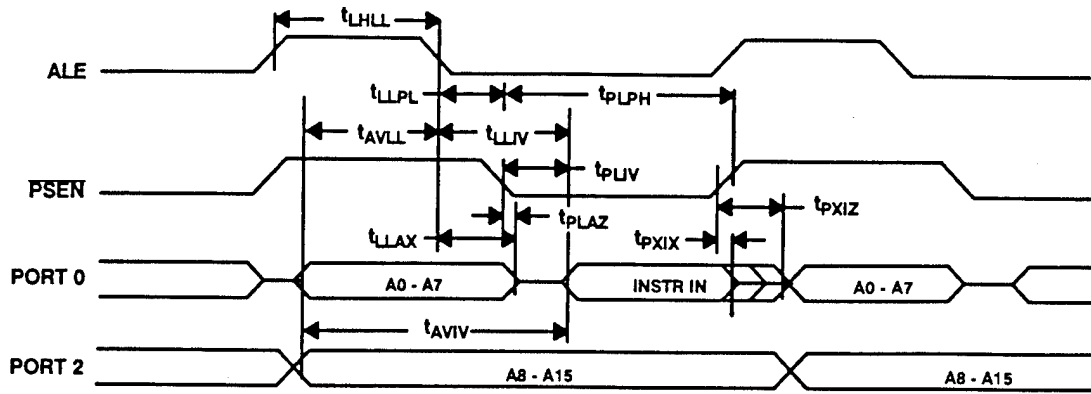 tLHLL
ALE
tLLPL
tPLPH
tAVLL
tLLIV
PSEN
tPLIV
tPLAZ
tPXIZ
tLLAX
tPXIX
PORT 0
A0 - A7
INSTR IN
A0 - A7
tAVIV
PORT 2
A8 - A15
A8 - A15